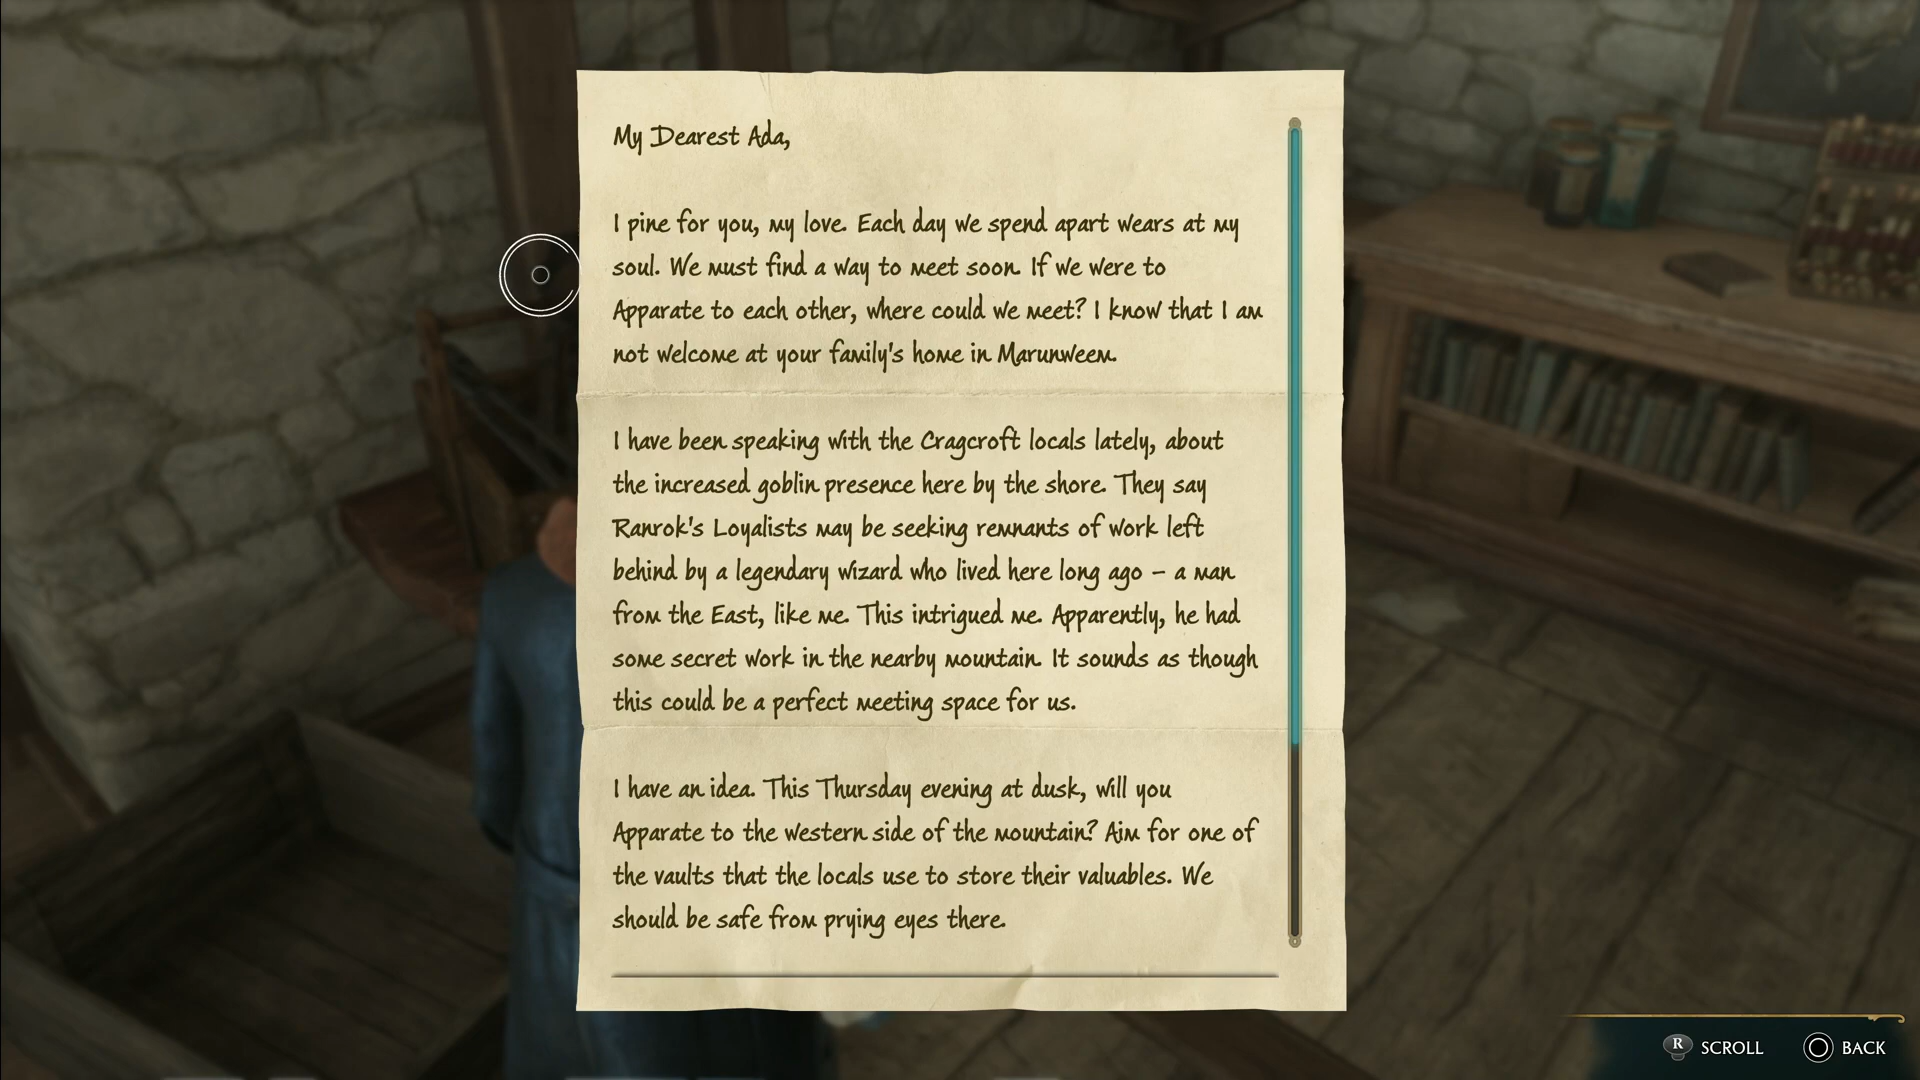 My Dearest Ada,
I pine for you, my love. Each day we spend apart wears at my
soul. We must find a way to meet soon. If we were to
Apparate to each other, where could we meet? I know that I am
not welcome at your family's home in Marunweem.
I have been speaking with the Cragcroft locals lately, about
the increased goblin presence here by the shore. They say
Ranrok's Loyalists may be seeking remnants of work left
behind by a legendary wizard who lived here long ago – a man
from the East, like me. This intrigued me. Apparently, he had
some secret work in the nearby mountain. It sounds as though
this could be a perfect meeting space for us.
I have an idea. This Thursday evening at dusk, will you
Apparate to the western side of the mountain? Aim for one of
the vaults that the locals use to store their valuables. We
should be safe from prying eyes there.
R SCROLL
BACK